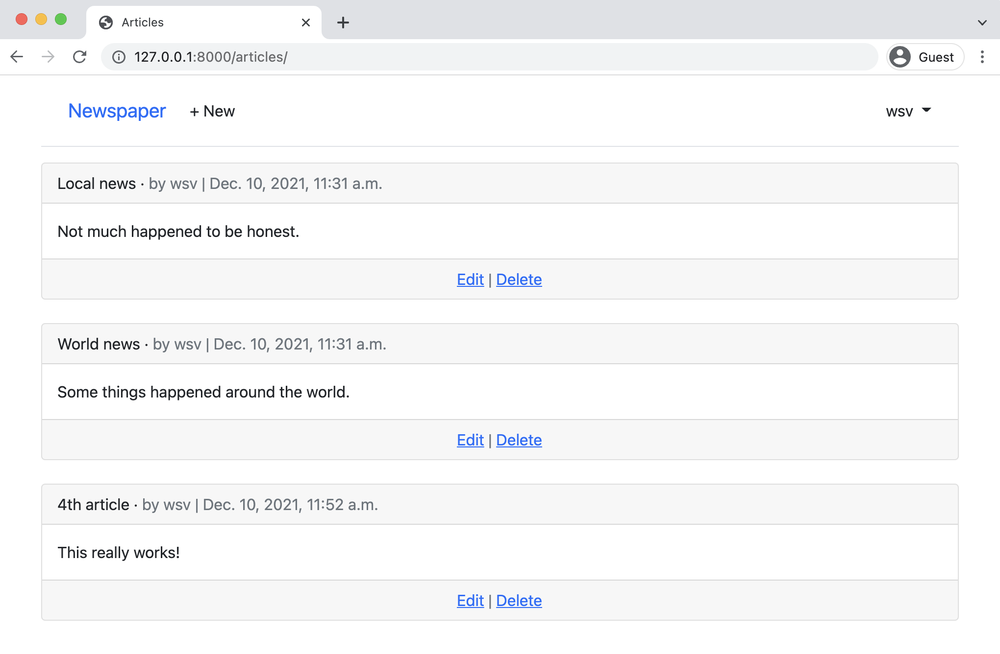 Articles
127.0.0.1:8000/articles/
Guest
Newspaper + New wsv
Local news · by wsv | Dec. 10, 2021, 11:31 a.m.
Not much happened to be honest.
Edit | Delete
World news · by wsv | Dec. 10, 2021, 11:31 a.m.
Some things happened around the world.
Edit | Delete
4th article · by wsv | Dec. 10, 2021, 11:52 a.m.
This really works!
Edit | Delete